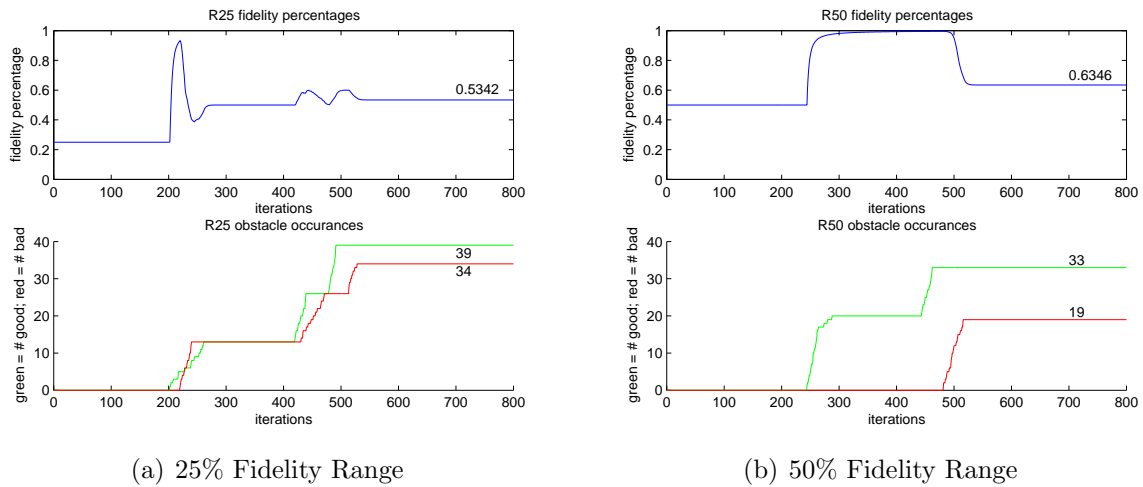 R25 fidelity percentages
fidelity percentage
1
0.8
0.6
0.4
0.2
0
0.5342
0 100 200 300 400 500 600 700 800
iterations
R25 obstacle occurances
green = # good; red = # bad
40
30
20
10
0
39
34
0 100 200 300 400 500 600 700 800
iterations
(a) 25% Fidelity Range
R50 fidelity percentages
fidelity percentage
1
0.8
0.6
0.4
0.2
0
0.6346
0 100 200 300 400 500 600 700 800
iterations
R50 obstacle occurances
green = # good; red = # bad
40
30
20
10
0
33
19
0 100 200 300 400 500 600 700 800
iterations
(b) 50% Fidelity Range